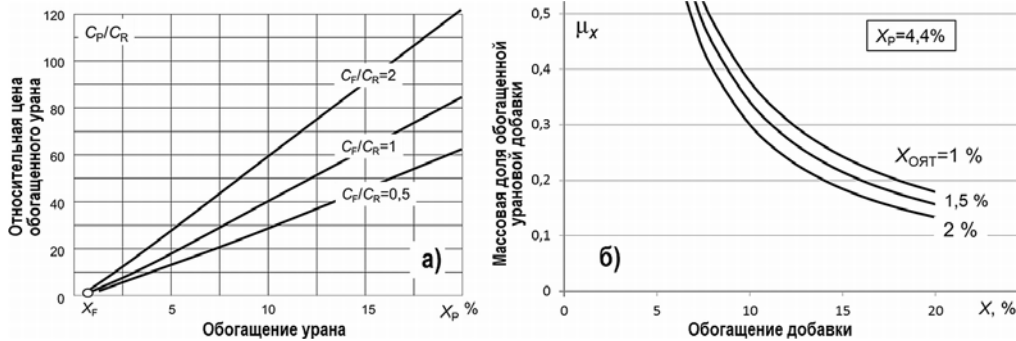 Относительная цена
обогащенного урана
120
100
80
60
40
20
0
C_P/C_R
C_F/C_R=2
C_F/C_R=1
C_F/C_R=0,5
а)
X_F
5
10
15
X_P %
Обогащение урана
Массовая доля обогащенной
урановой добавки
0,5
0,4
0,3
0,2
0,1
0
μ_x
X_P=4,4%
X_ОЯТ=1 %
1,5 %
2 %
б)
0
5
10
15
20
X, %
25
Обогащение добавки